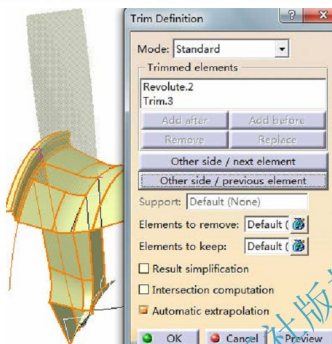 Trim Definition
Mode: Standard
Trimmed elements
Revolute.2
Trim.3
Add after Add before
Remove Replace
Other side / next element
Other side / previous element
Support: Default (None)
Elements to remove: Default (
Elements to keep: Default (
Result simplification
Intersection computation
Automatic extrapolation
OK Cancel Preview
社版